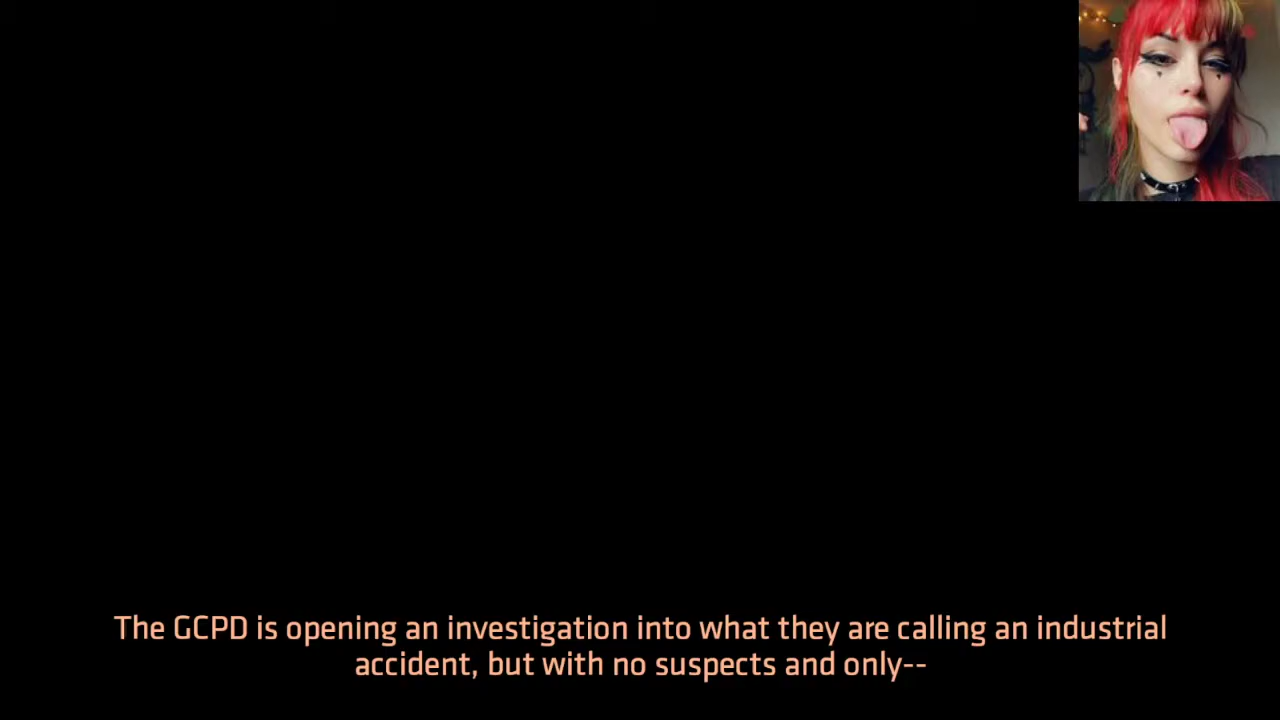 The GCPD is opening an investigation into what they are calling an industrial
accident, but with no suspects and only--